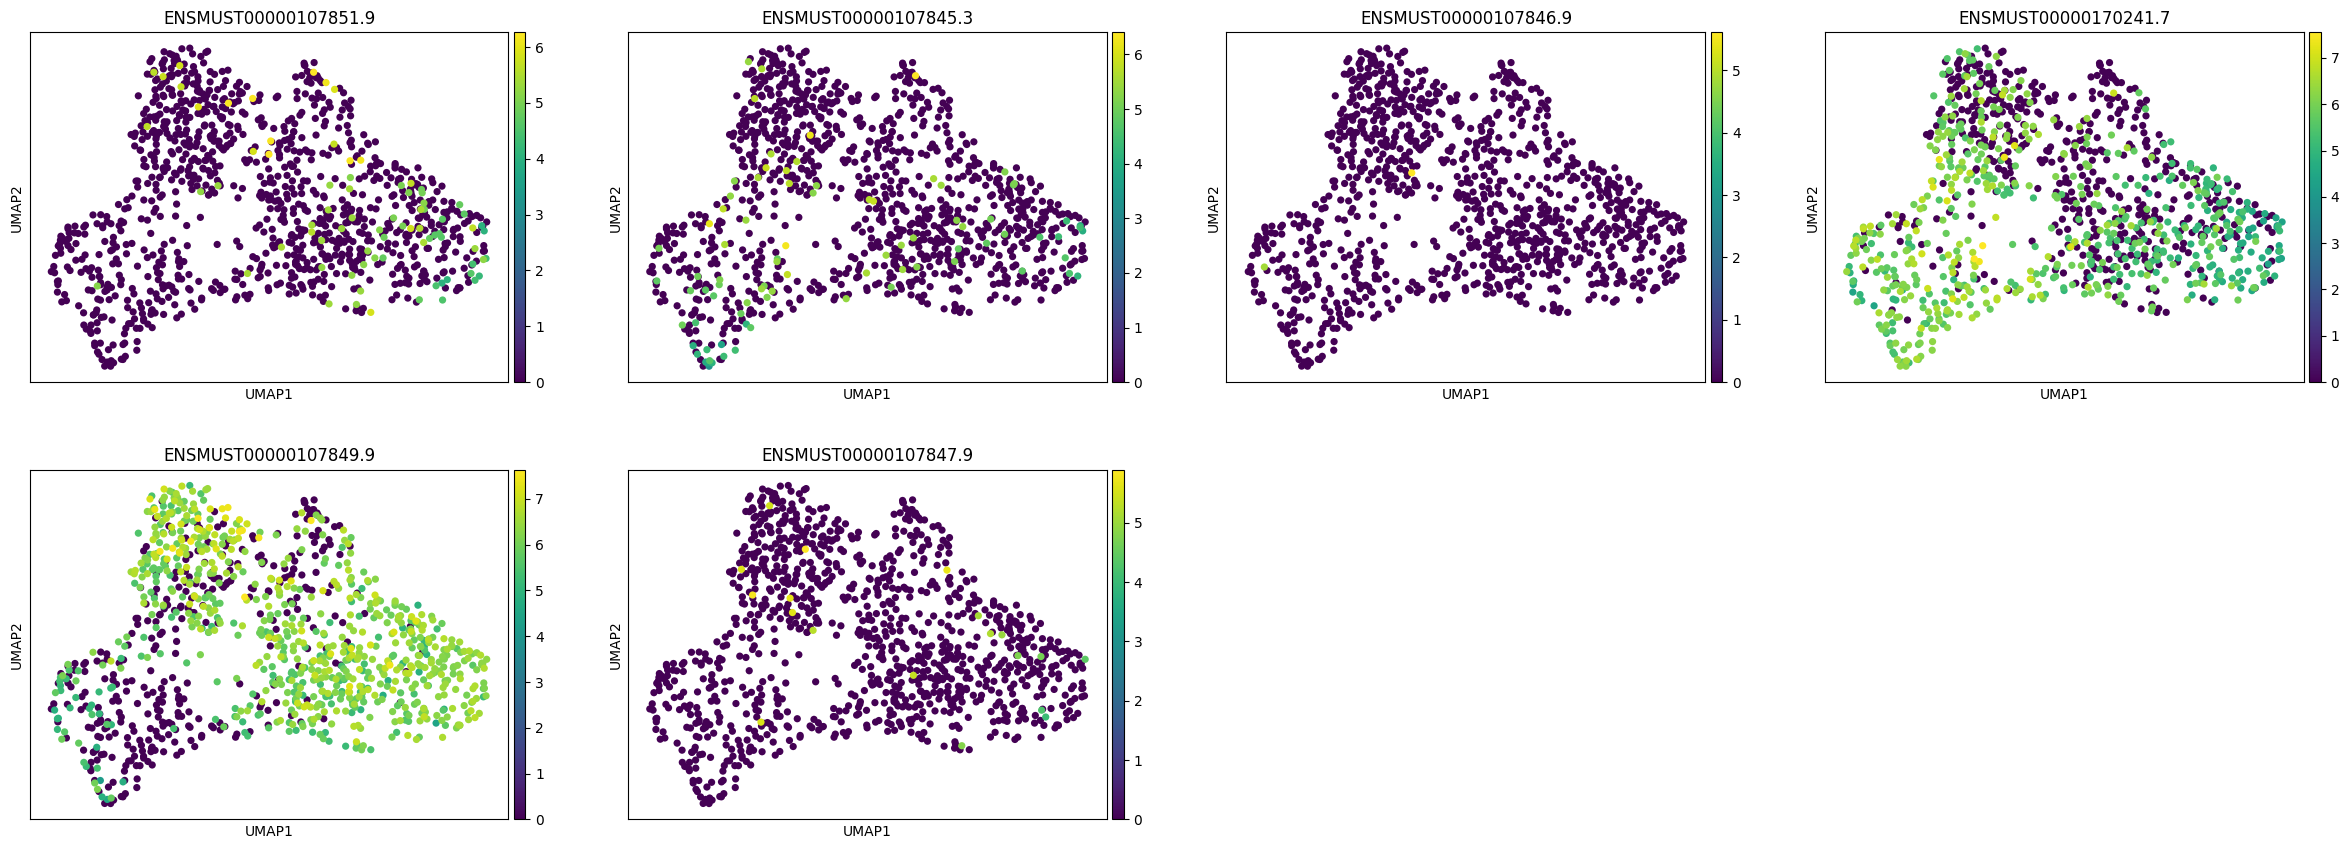 ENSMUST00000107851.9
ENSMUST00000107845.3
ENSMUST00000107846.9
ENSMUST00000170241.7
UMAP2
UMAP1
6
5
4
3
2
1
0
UMAP2
UMAP1
6
5
4
3
2
1
0
UMAP2
UMAP1
5
4
3
2
1
0
UMAP2
UMAP1
7
6
5
4
3
2
1
0
ENSMUST00000107849.9
ENSMUST00000107847.9
UMAP2
UMAP1
7
6
5
4
3
2
1
0
UMAP2
UMAP1
5
4
3
2
1
0